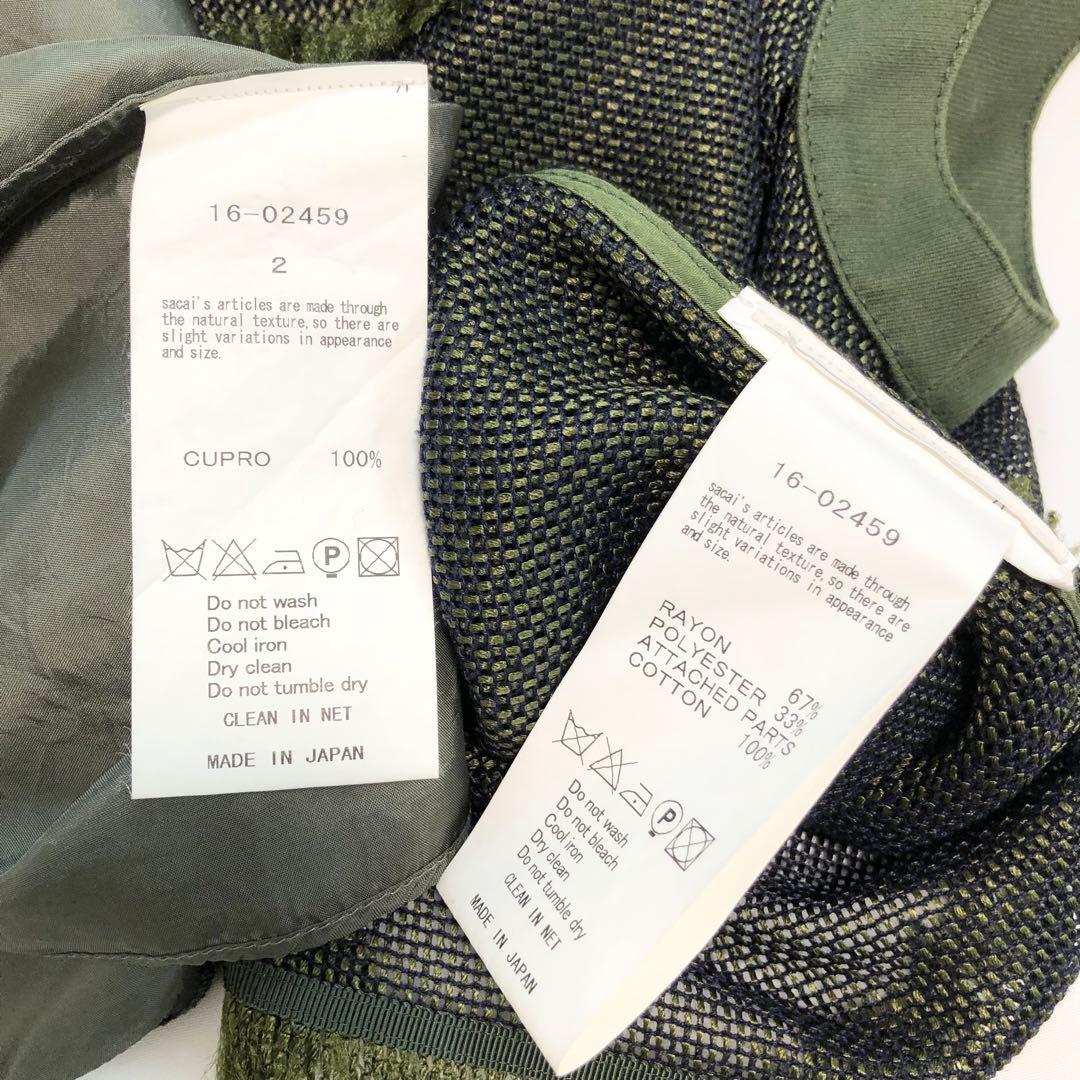 16-02459
2
sacai's articles are made through
the natural texture, so there are
slight variations in appearance
and size.
CUPRO 100%
P
Do not wash
Do not bleach
Cool iron
Dry clean
Do not tumble dry
CLEAN IN NET
MADE IN JAPAN
16-02459
sacai's articles are made through
the natural texture, so there are
slight variations in appearance
and size.
RAYON 67%
POLYESTER 33%
ATTACHED PARTS
COTTON 100%
P
Do not wash
Do not bleach
Cool iron
Dry clean
Do not tumble dry
CLEAN IN NET
MADE IN JAPAN